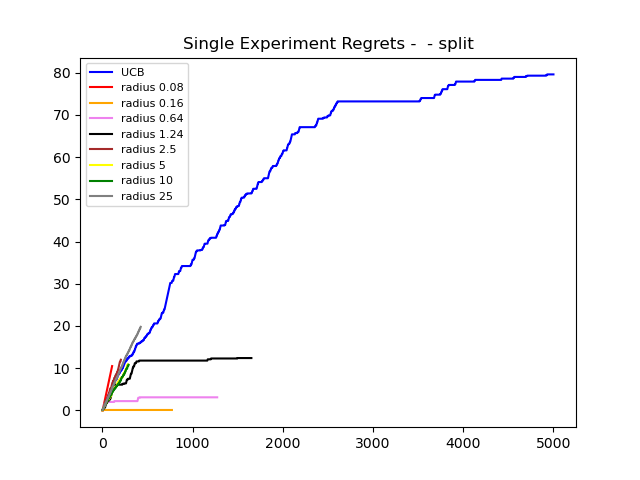 Single Experiment Regrets -  - split
80
70
60
50
40
30
20
10
0
UCB
radius 0.08
radius 0.16
radius 0.64
radius 1.24
radius 2.5
radius 5
radius 10
radius 25
0 1000 2000 3000 4000 5000